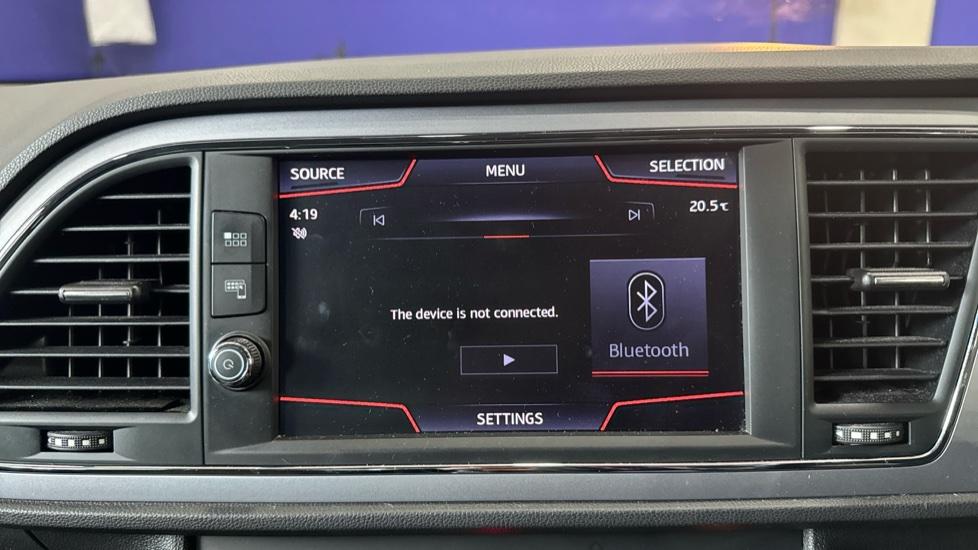 SOURCE
MENU
SELECTION
4:19
20.5℃
The device is not connected.
Bluetooth
SETTINGS